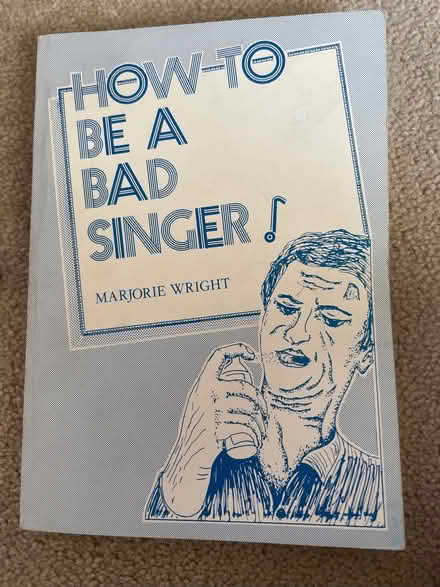 HOW-TO
BE A
BAD
SINGER!
MARJORIE WRIGHT